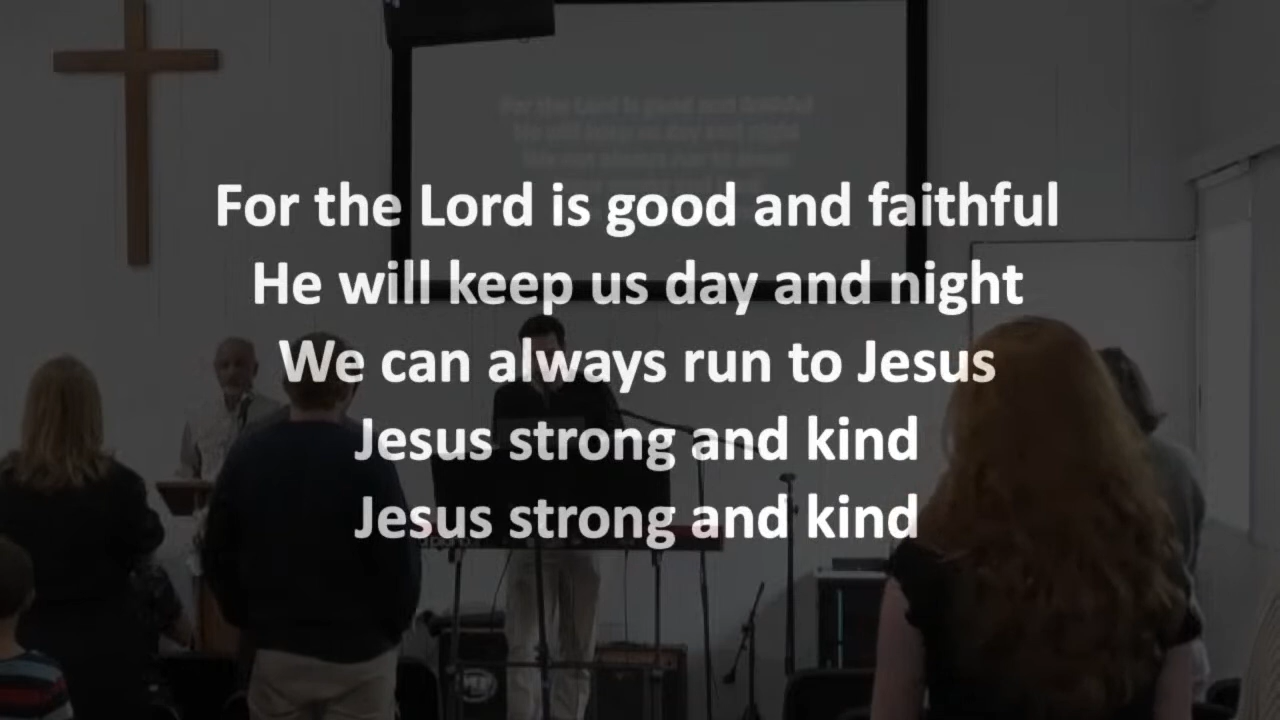 For the Lord is good and faithful
He will keep us day and night
We can always run to Jesus
Jesus strong and kind
Jesus strong and kind